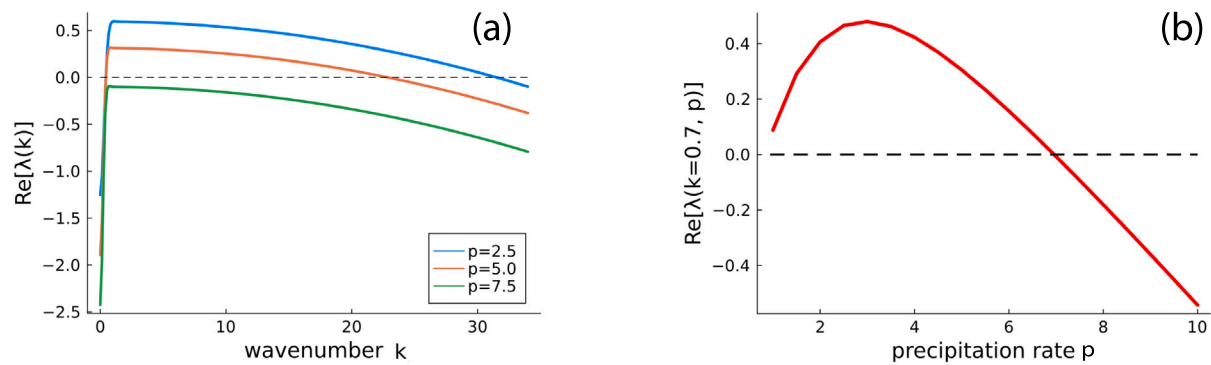 (a)
Re[λ(k)]
0.5
0.0
−0.5
−1.0
−1.5
−2.0
−2.5
0
10
20
30
wavenumber k
p=2.5
p=5.0
p=7.5
(b)
Re[λ(k=0.7, p)]
0.4
0.2
0.0
−0.2
−0.4
2
4
6
8
10
precipitation rate p